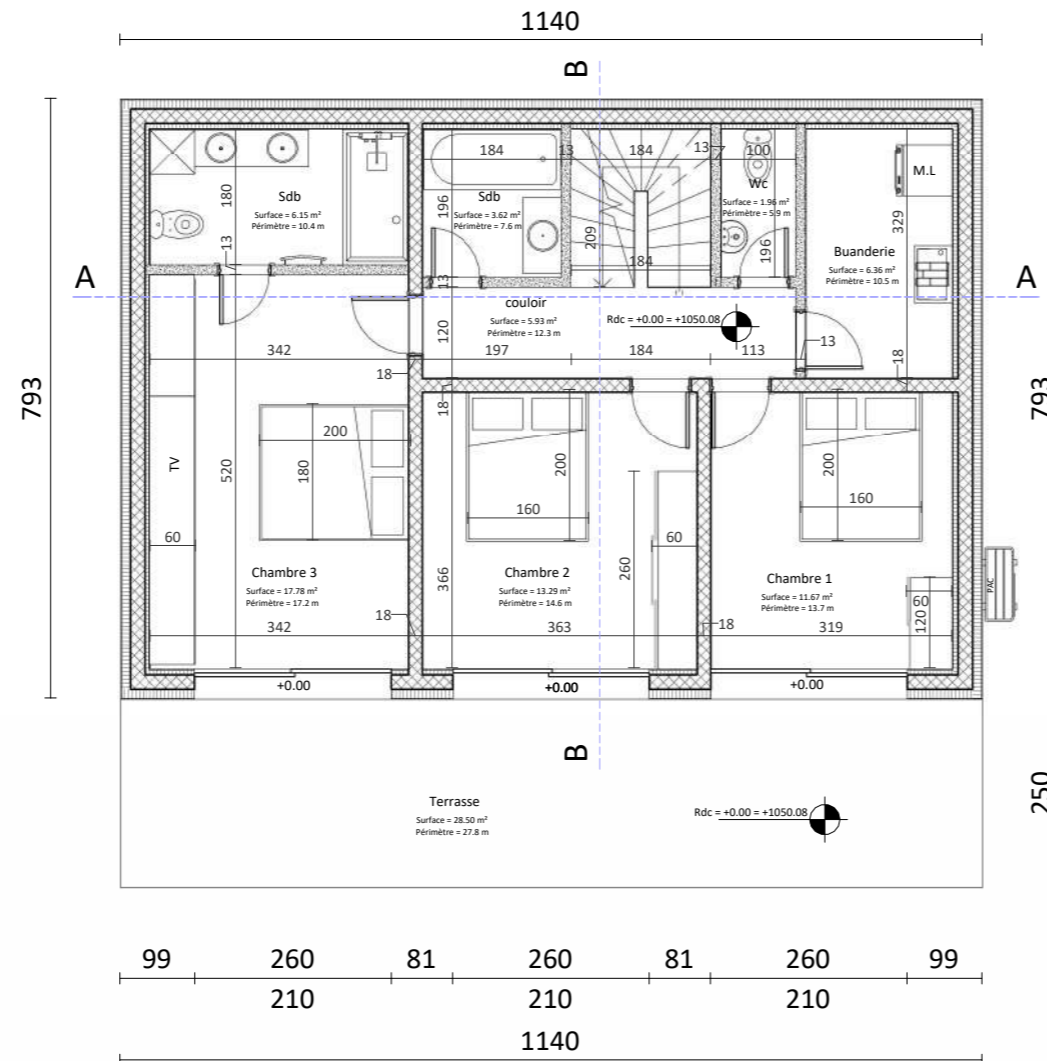 1140
B
184
13
184
13
100
M.L
Sdb
Surface = 6.15 m²
Périmètre = 10.4 m
180
13
Sdb
Surface = 3.62 m²
Périmètre = 7.6 m
196
13
209
184
Wc
Surface = 1.96 m²
Périmètre = 5.9 m
196
329
Buanderie
Surface = 6.36 m²
Périmètre = 10.5 m
A
A
couloir
Surface = 5.93 m²
Périmètre = 12.3 m
Rdc = +0.00 = +1050.08
120
342
197
184
113
13
18
18
18
793
793
200
180
TV
520
60
200
160
366
260
60
200
160
60
120
PAC
Chambre 3
Surface = 17.78 m²
Périmètre = 17.2 m
Chambre 2
Surface = 13.29 m²
Périmètre = 14.6 m
Chambre 1
Surface = 11.67 m²
Périmètre = 13.7 m
18
18
342
363
319
+0.00
+0.00
+0.00
B
Terrasse
Surface = 28.50 m²
Périmètre = 27.8 m
Rdc = +0.00 = +1050.08
250
99 260 81 260 81 260 99
210 210 210
1140